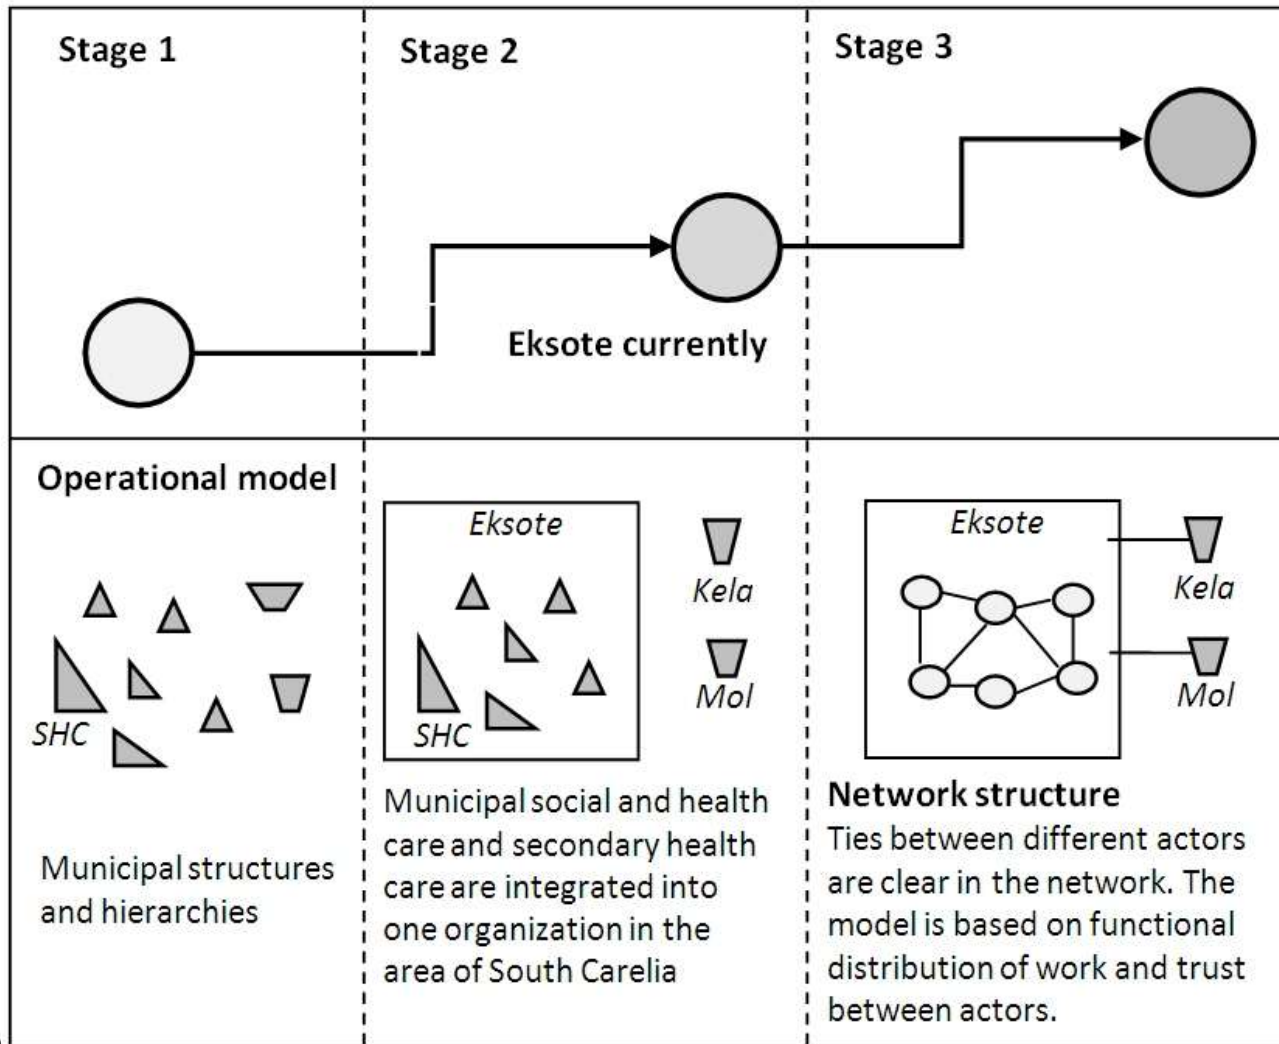 Stage 1
Stage 2
Stage 3
Eksote currently
Operational model
SHC
Municipal structures
and hierarchies
Eksote
SHC
Kela
Mol
Municipal social and health
care and secondary health
care are integrated into
one organization in the
area of South Carelia
Eksote
Kela
Mol
Network structure
Ties between different actors
are clear in the network. The
model is based on functional
distribution of work and trust
between actors.